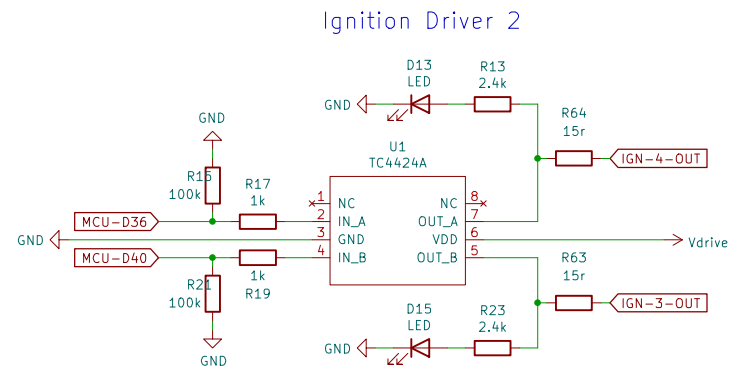 Ignition Driver 2
D13
LED
R13
2.4k
GND
R64
15r
IGN-4-OUT
GND
R15
100k
R17
1k
U1
TC4424A
1 NC
NC 8
2 IN_A
OUT_A 7
3 GND
VDD 6
4 IN_B
OUT_B 5
MCU-D36
GND
MCU-D40
Vdrive
R21
100k
1k
R19
GND
R63
15r
IGN-3-OUT
D15
LED
R23
2.4k
GND